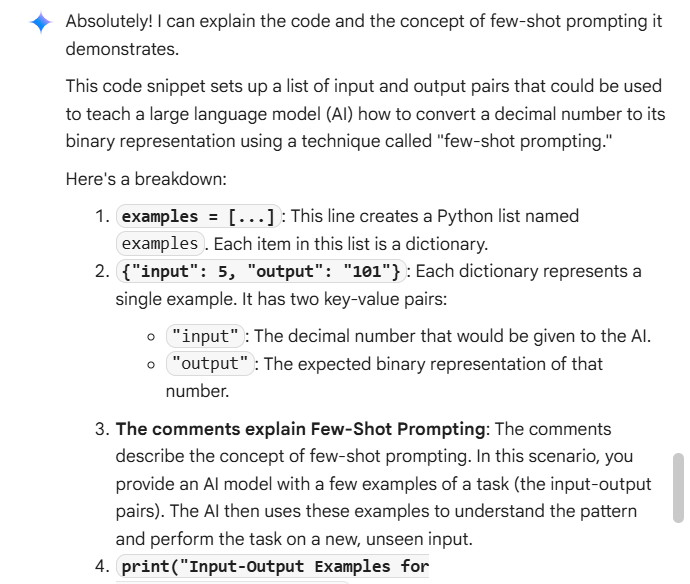 Absolutely! I can explain the code and the concept of few-shot prompting it
demonstrates.
This code snippet sets up a list of input and output pairs that could be used
to teach a large language model (AI) how to convert a decimal number to its
binary representation using a technique called "few-shot prompting."
Here's a breakdown:
1. examples = [...]: This line creates a Python list named
examples. Each item in this list is a dictionary.
2. {"input": 5, "output": "101"}: Each dictionary represents a
single example. It has two key-value pairs:
○ "input": The decimal number that would be given to the AI.
○ "output": The expected binary representation of that
number.
3. The comments explain Few-Shot Prompting: The comments
describe the concept of few-shot prompting. In this scenario, you
provide an AI model with a few examples of a task (the input-output
pairs). The AI then uses these examples to understand the pattern
and perform the task on a new, unseen input.
4. print("Input-Output Examples for